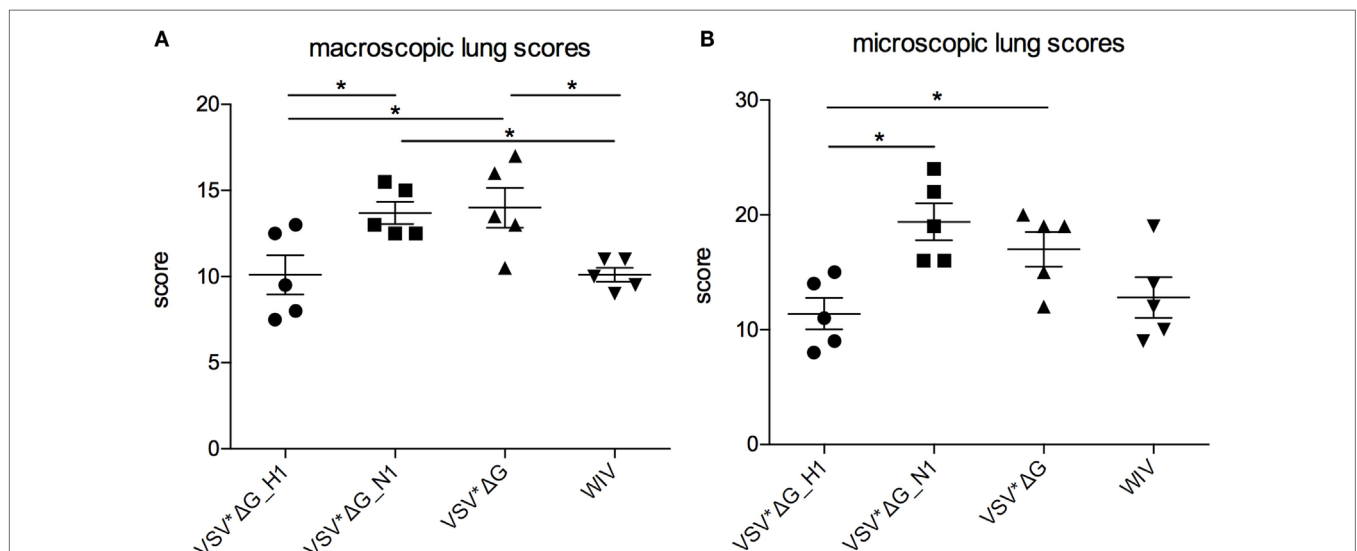 A
macroscopic lung scores
*
*
*
*
20
15
10
5
0
score
VSV*ΔG_H1
VSV*ΔG_N1
VSV*ΔG
WIV
B
microscopic lung scores
*
*
30
20
10
0
score
VSV*ΔG_H1
VSV*ΔG_N1
VSV*ΔG
WIV